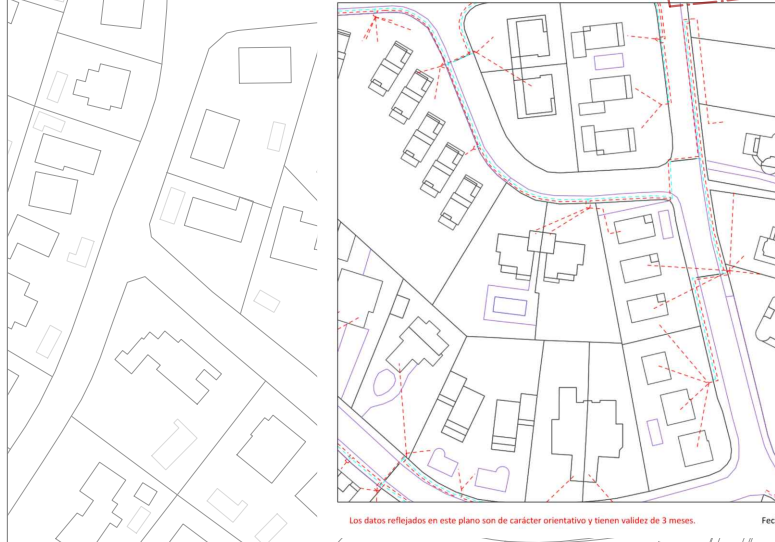 Los datos reflejados en este plano son de carácter orientativo y tienen validez de 3 meses.
Fec